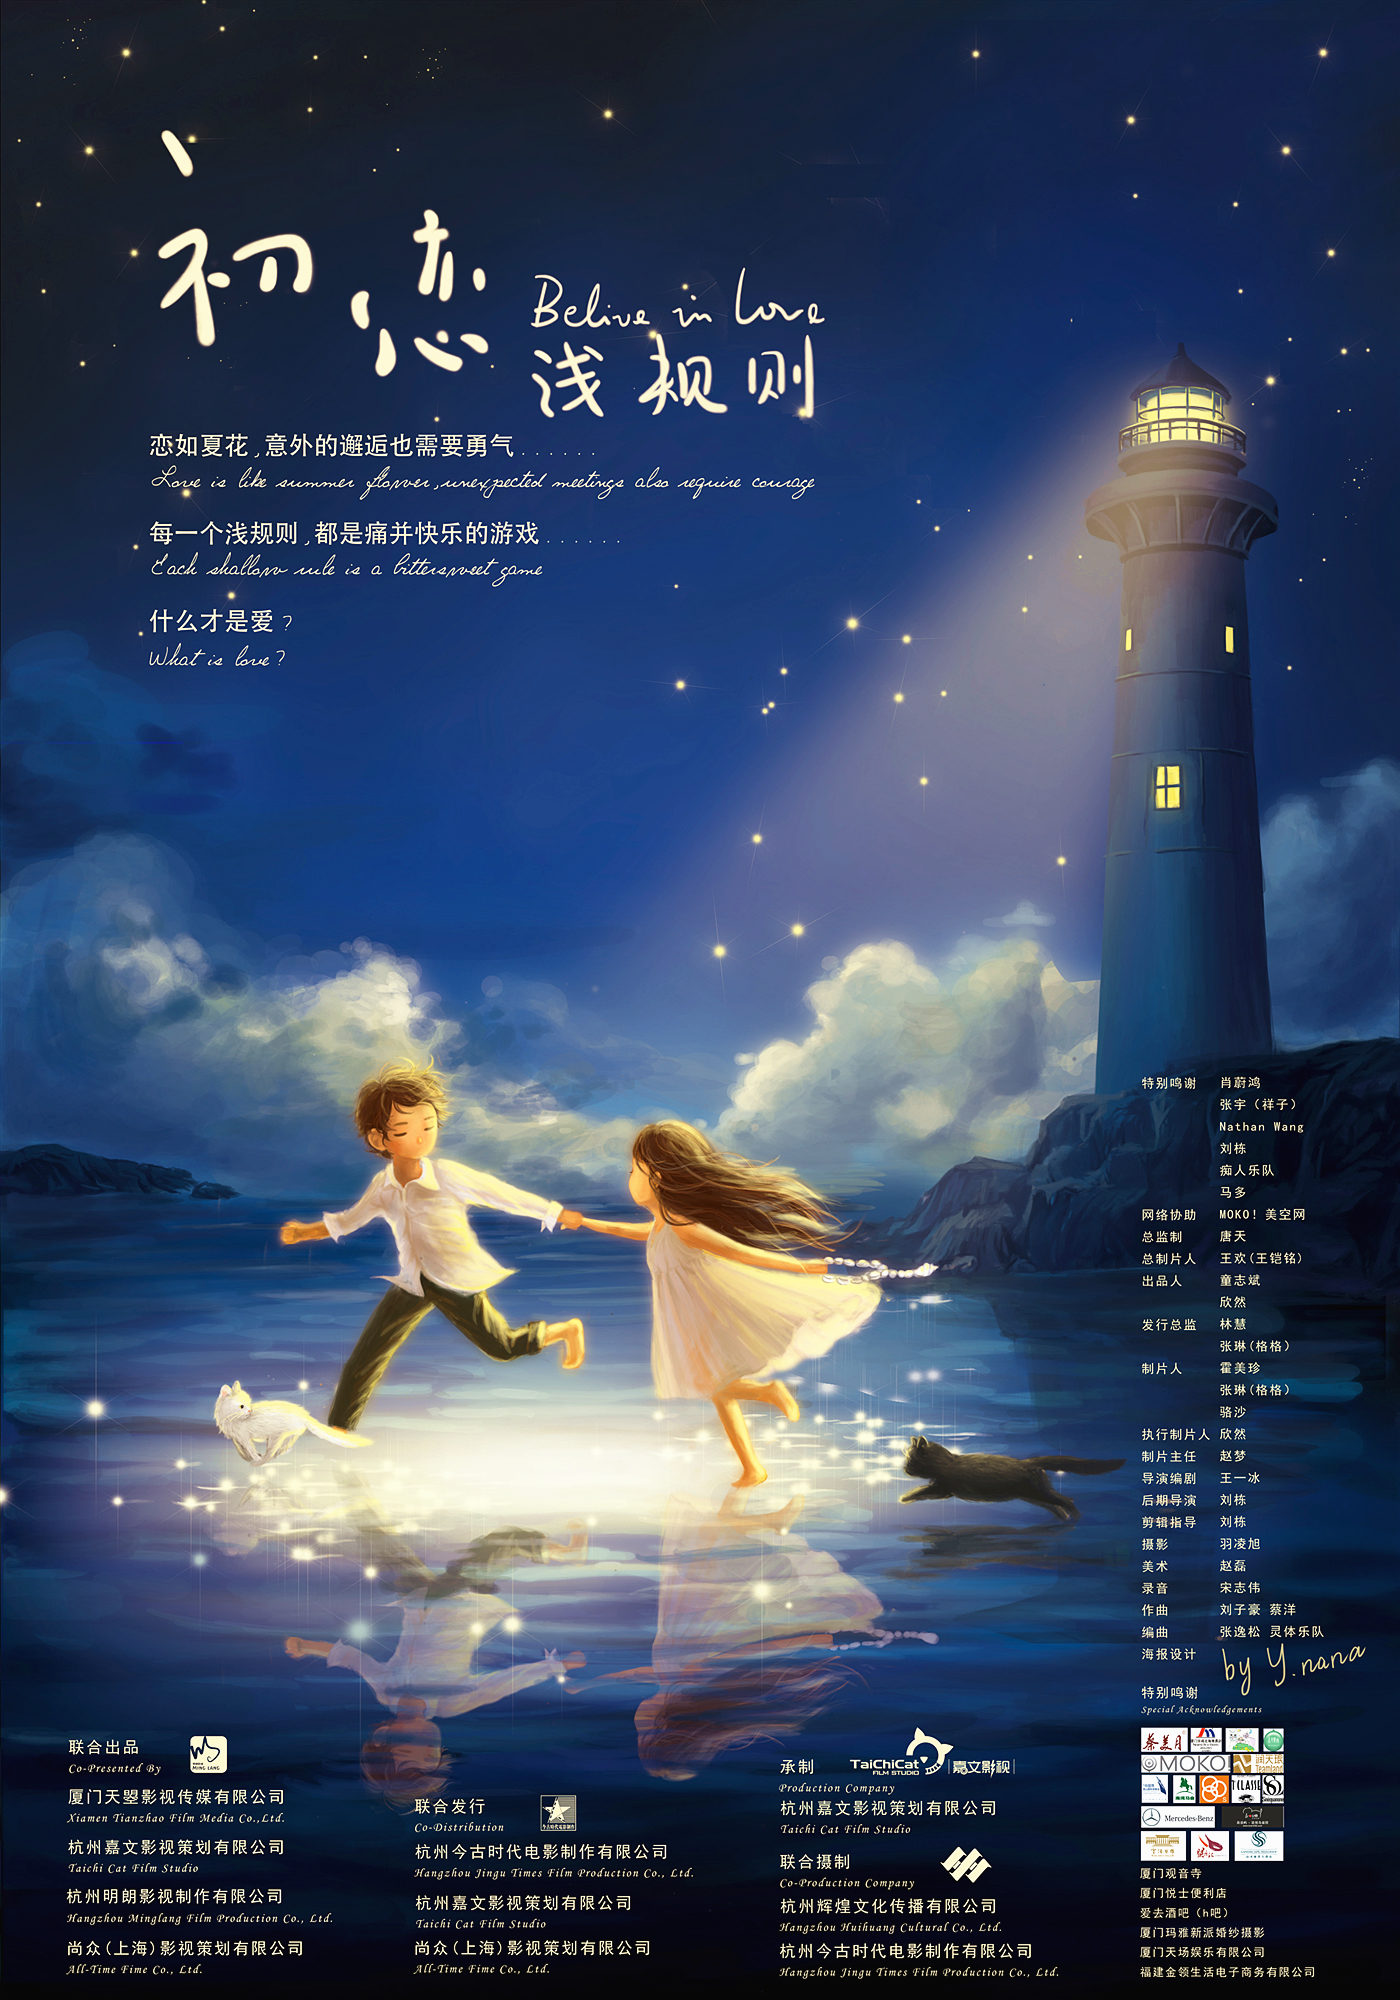 初恋
Belive in Love
浅规则
恋如夏花,意外的邂逅也需要勇气......
Love is like summer flower,unexpected meetings also require courage
每一个浅规则,都是痛并快乐的游戏......
Each shallow rule is a bittersweet game
什么才是爱?
What is love?
特别鸣谢 肖蔚鸿
张宇（祥子）
Nathan Wang
刘栋
痴人乐队
马多
网络协助 MOKO! 美空网
总监制 唐天
总制片人 王欢(王铠铭)
出品人 童志斌
欣然
发行总监 林慧
张琳(格格)
制片人 霍美珍
张琳(格格)
骆沙
执行制片人 欣然
制片主任 赵梦
导演编剧 王一冰
后期导演 刘栋
剪辑指导 刘栋
摄影 羽凌旭
美术 赵磊
录音 宋志伟
作曲 刘子豪 蔡洋
编曲 张逸松 灵体乐队
海报设计 by Y.nana
特别鸣谢
Special Acknowledgements
蔡美月
MOKO
润天珉
Teamland
TCLASSE
Mercedes-Benz
厦门观音寺
厦门悦士便利店
爱去酒吧（h吧）
厦门玛雅新派婚纱摄影
厦门天场娱乐有限公司
福建金领生活电子商务有限公司
联合出品
Co-Presented By
MING LANG
厦门天曌影视传媒有限公司
Xiamen Tianzhao Film Media Co.,Ltd.
杭州嘉文影视策划有限公司
Taichi Cat Film Studio
杭州明朗影视制作有限公司
Hangzhou Minglang Film Production Co., Ltd.
尚众(上海)影视策划有限公司
All-Time Fime Co., Ltd.
联合发行
Co-Distribution
今古时代电影制作
杭州今古时代电影制作有限公司
Hangzhou Jingu Times Film Production Co., Ltd.
杭州嘉文影视策划有限公司
Taichi Cat Film Studio
尚众(上海)影视策划有限公司
All-Time Fime Co., Ltd.
承制
Production Company
TaiChiCat
FILM STUDIO
嘉文影视
杭州嘉文影视策划有限公司
Taichi Cat Film Studio
联合摄制
Co-Production Company
杭州辉煌文化传播有限公司
Hangzhou Huihuang Cultural Co., Ltd.
杭州今古时代电影制作有限公司
Hangzhou Jingu Times Film Production Co., Ltd.